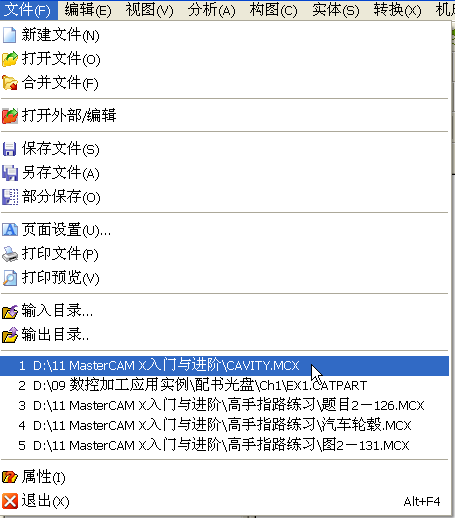 文件(F) 编辑(E) 视图(V) 分析(A) 构图(C) 实体(S) 转换(X)
新建文件(N)
打开文件(O)
合并文件(F)
打开外部/编辑
保存文件(S)
另存文件(A)
部分保存(O)
页面设置(U)...
打印文件(P)
打印预览(V)
输入目录...
输出目录..
1 D:\11 MasterCAM X入门与进阶\CAVITY.MCX
2 D:\09 数控加工应用实例\配书光盘\Ch1\EX1.CATPART
3 D:\11 MasterCAM X入门与进阶\高手指路练习\题目2-126.MCX
4 D:\11 MasterCAM X入门与进阶\高手指路练习\汽车轮毂.MCX
5 D:\11 MasterCAM X入门与进阶\高手指路练习\图2-131.MCX
属性(I)
退出(X) Alt+F4